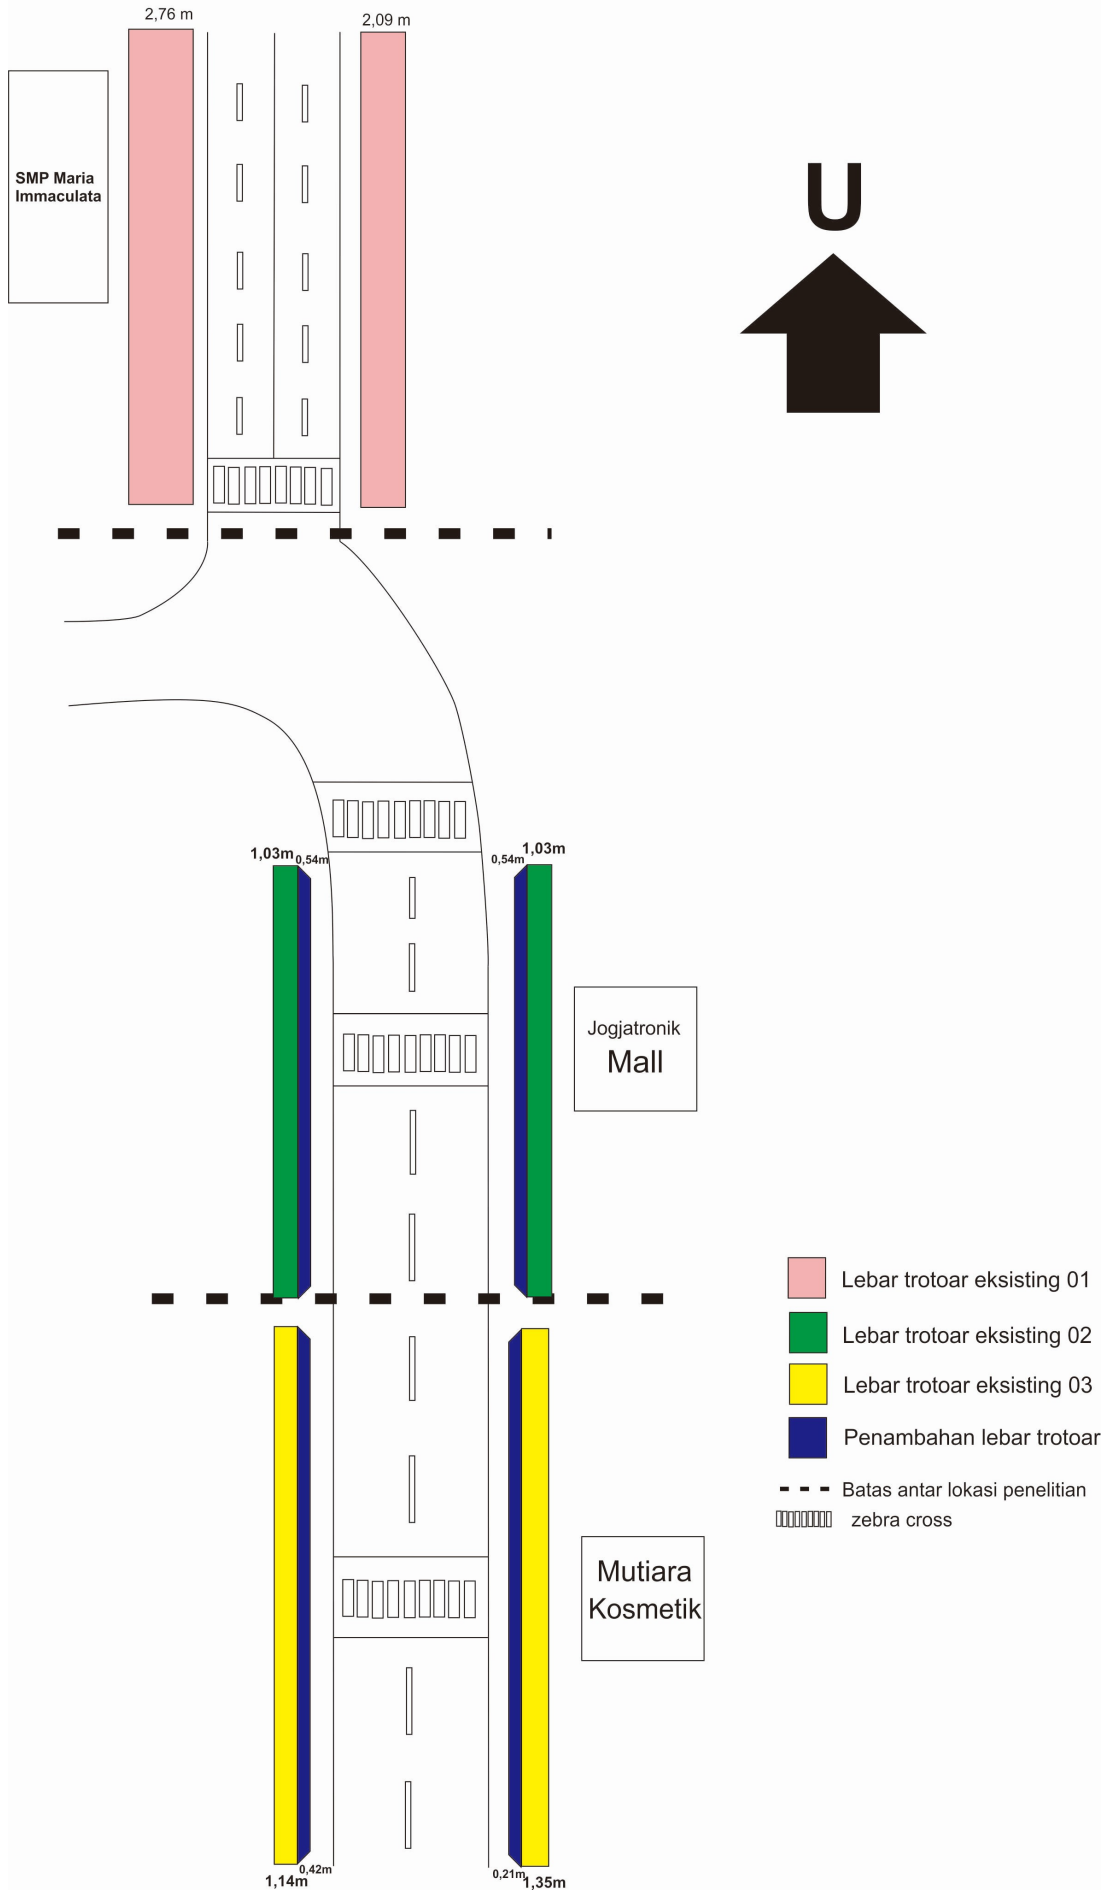 2,76 m
2,09 m
SMP Maria
Immaculata
U
1,03m
0,54m
0,54m
1,03m
Jogjatronik
Mall
Lebar trotoar eksisting 01
Lebar trotoar eksisting 02
Lebar trotoar eksisting 03
Penambahan lebar trotoar
Batas antar lokasi penelitian
zebra cross
Mutiara
Kosmetik
0,42m
1,14m
0,21m
1,35m